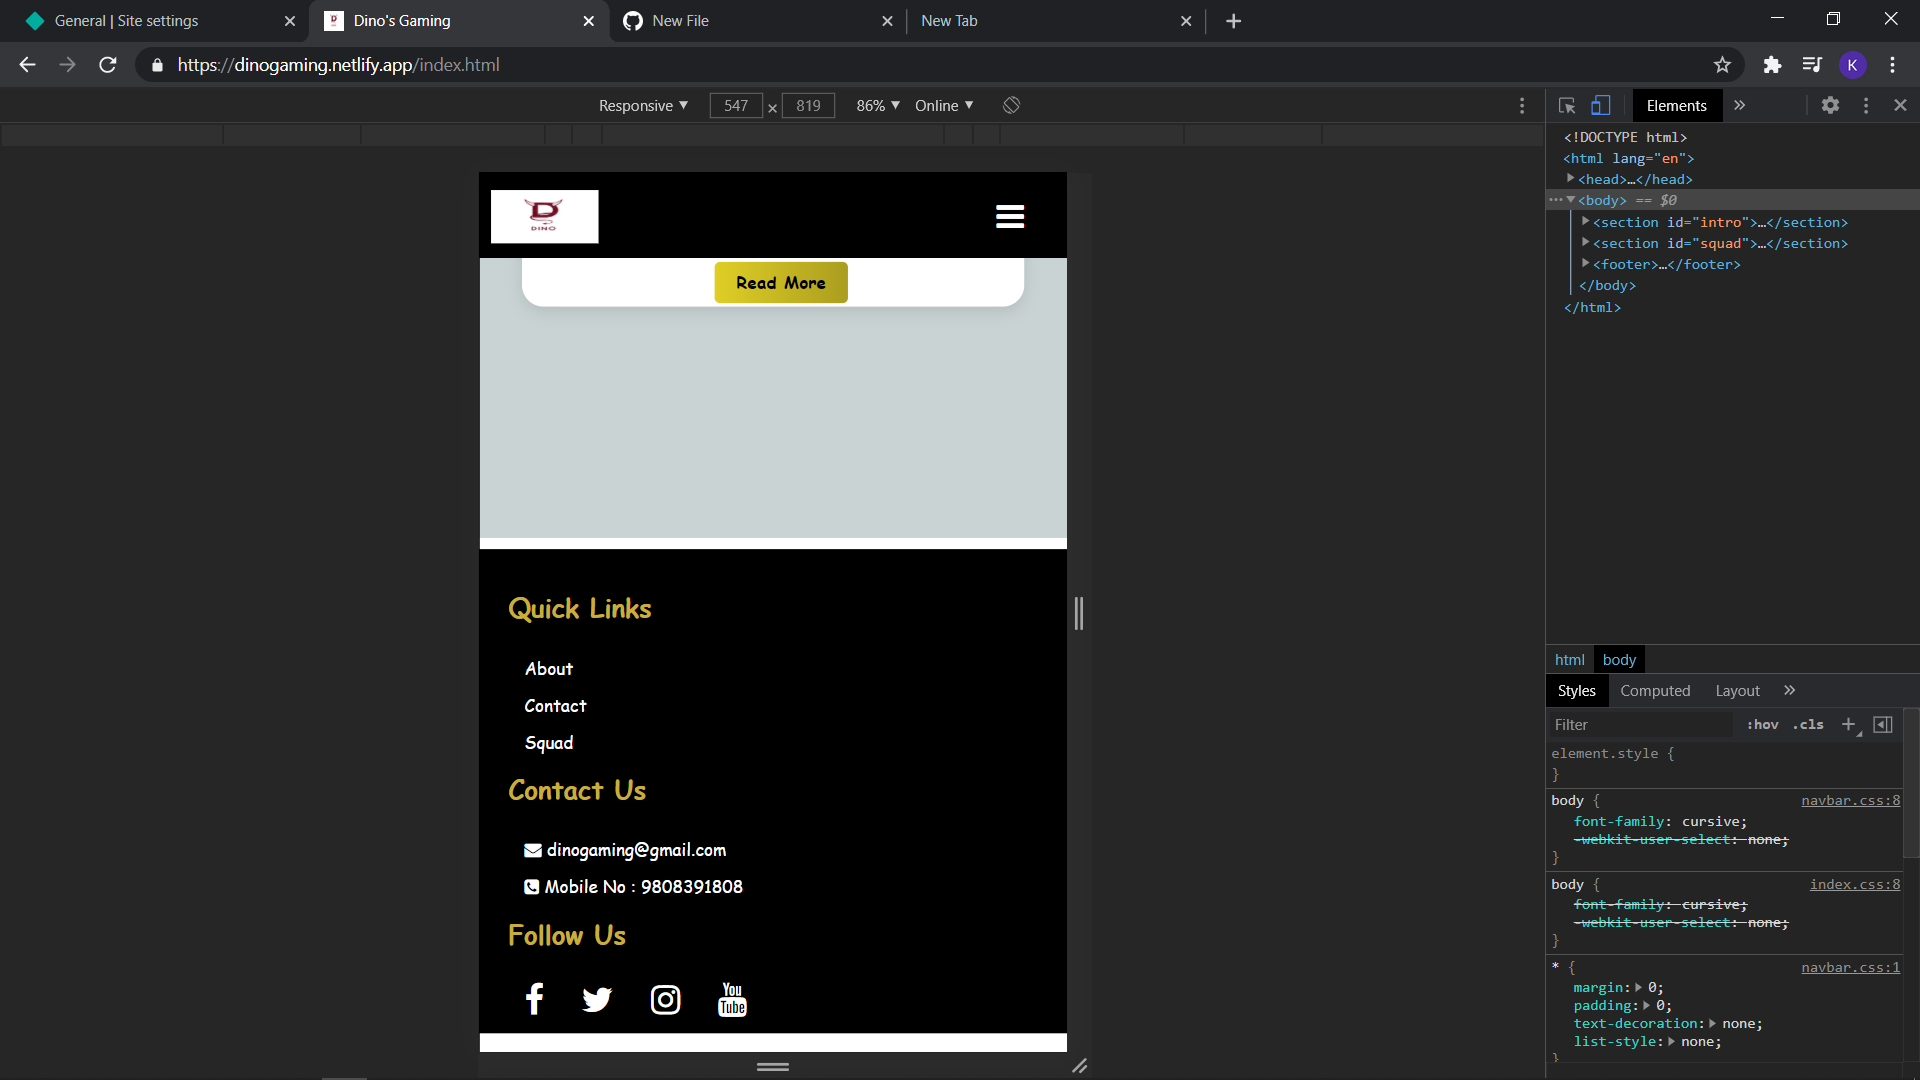 General | Site settings
Dino's Gaming
New File
New Tab
https://dinogaming.netlify.app/index.html
K
Responsive ▼ 547 × 819 86% ▼ Online ▼
Elements
<!DOCTYPE html>
<html lang="en">
<head>…</head>
<body> == $0
<section id="intro">…</section>
<section id="squad">…</section>
<footer>…</footer>
</body>
</html>
D
DINO
Read More
Quick Links
About
Contact
Squad
Contact Us
dinogaming@gmail.com
Mobile No : 9808391808
Follow Us
You
Tube
html body
Styles Computed Layout
Filter :hov .cls
element.style {
}
body { navbar.css:8
font-family: cursive;
-webkit-user-select: none;
}
body { index.css:8
font-family: cursive;
-webkit-user-select: none;
}
* { navbar.css:1
margin: 0;
padding: 0;
text-decoration: none;
list-style: none;
}